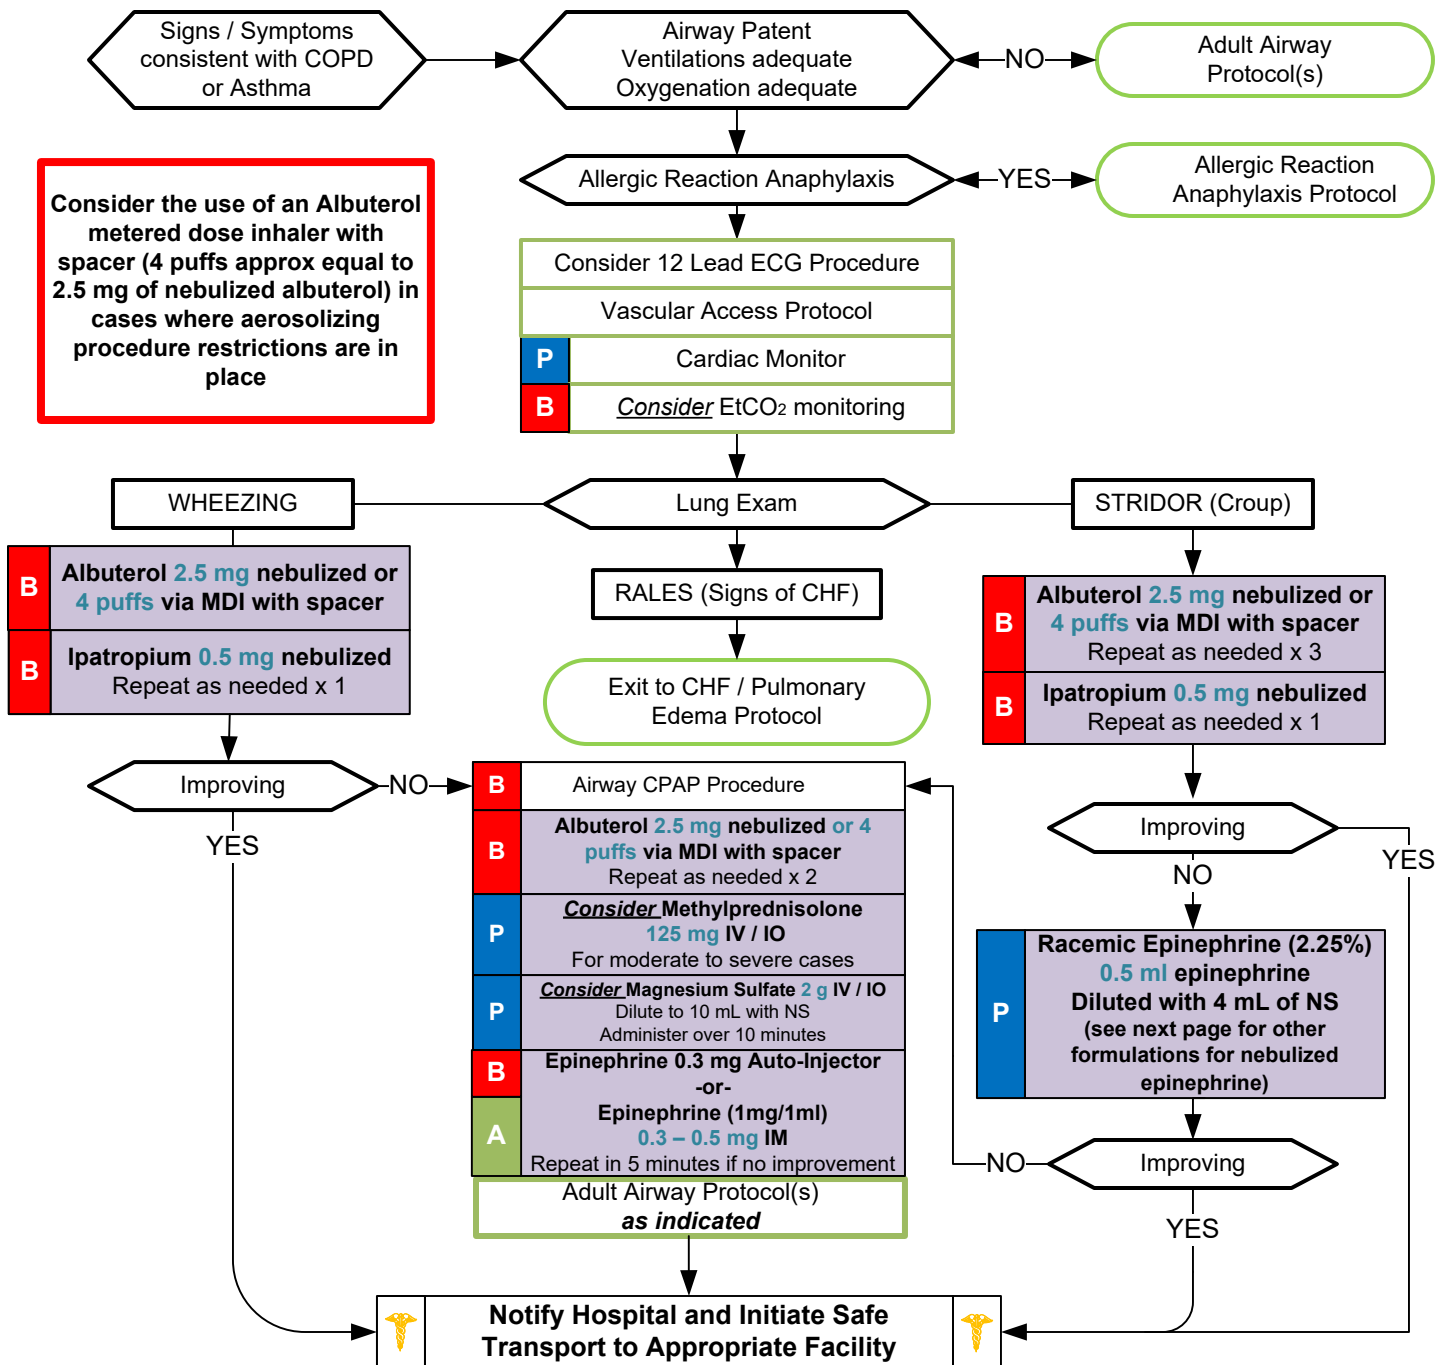 Signs / Symptoms
consistent with COPD
or Asthma
Airway Patent
Ventilations adequate
Oxygenation adequate
NO
Adult Airway
Protocol(s)
Allergic Reaction Anaphylaxis
YES
Allergic Reaction
Anaphylaxis Protocol
Consider the use of an Albuterol
metered dose inhaler with
spacer (4 puffs approx equal to
2.5 mg of nebulized albuterol) in
cases where aerosolizing
procedure restrictions are in
place
Consider 12 Lead ECG Procedure
Vascular Access Protocol
P
Cardiac Monitor
B
Consider EtCO2 monitoring
WHEEZING
Lung Exam
STRIDOR (Croup)
B
Albuterol 2.5 mg nebulized or
4 puffs via MDI with spacer
B
Ipatropium 0.5 mg nebulized
Repeat as needed x 1
RALES (Signs of CHF)
Exit to CHF / Pulmonary
Edema Protocol
B
Albuterol 2.5 mg nebulized or
4 puffs via MDI with spacer
Repeat as needed x 3
B
Ipatropium 0.5 mg nebulized
Repeat as needed x 1
Improving
NO
YES
B
Airway CPAP Procedure
B
Albuterol 2.5 mg nebulized or 4
puffs via MDI with spacer
Repeat as needed x 2
P
Consider Methylprednisolone
125 mg IV / IO
For moderate to severe cases
P
Consider Magnesium Sulfate 2 g IV / IO
Dilute to 10 mL with NS
Administer over 10 minutes
B
Epinephrine 0.3 mg Auto-Injector
-or-
A
Epinephrine (1mg/1ml)
0.3 – 0.5 mg IM
Repeat in 5 minutes if no improvement
Adult Airway Protocol(s)
as indicated
Improving
YES
NO
P
Racemic Epinephrine (2.25%)
0.5 ml epinephrine
Diluted with 4 mL of NS
(see next page for other
formulations for nebulized
epinephrine)
NO
Improving
YES
Notify Hospital and Initiate Safe
Transport to Appropriate Facility